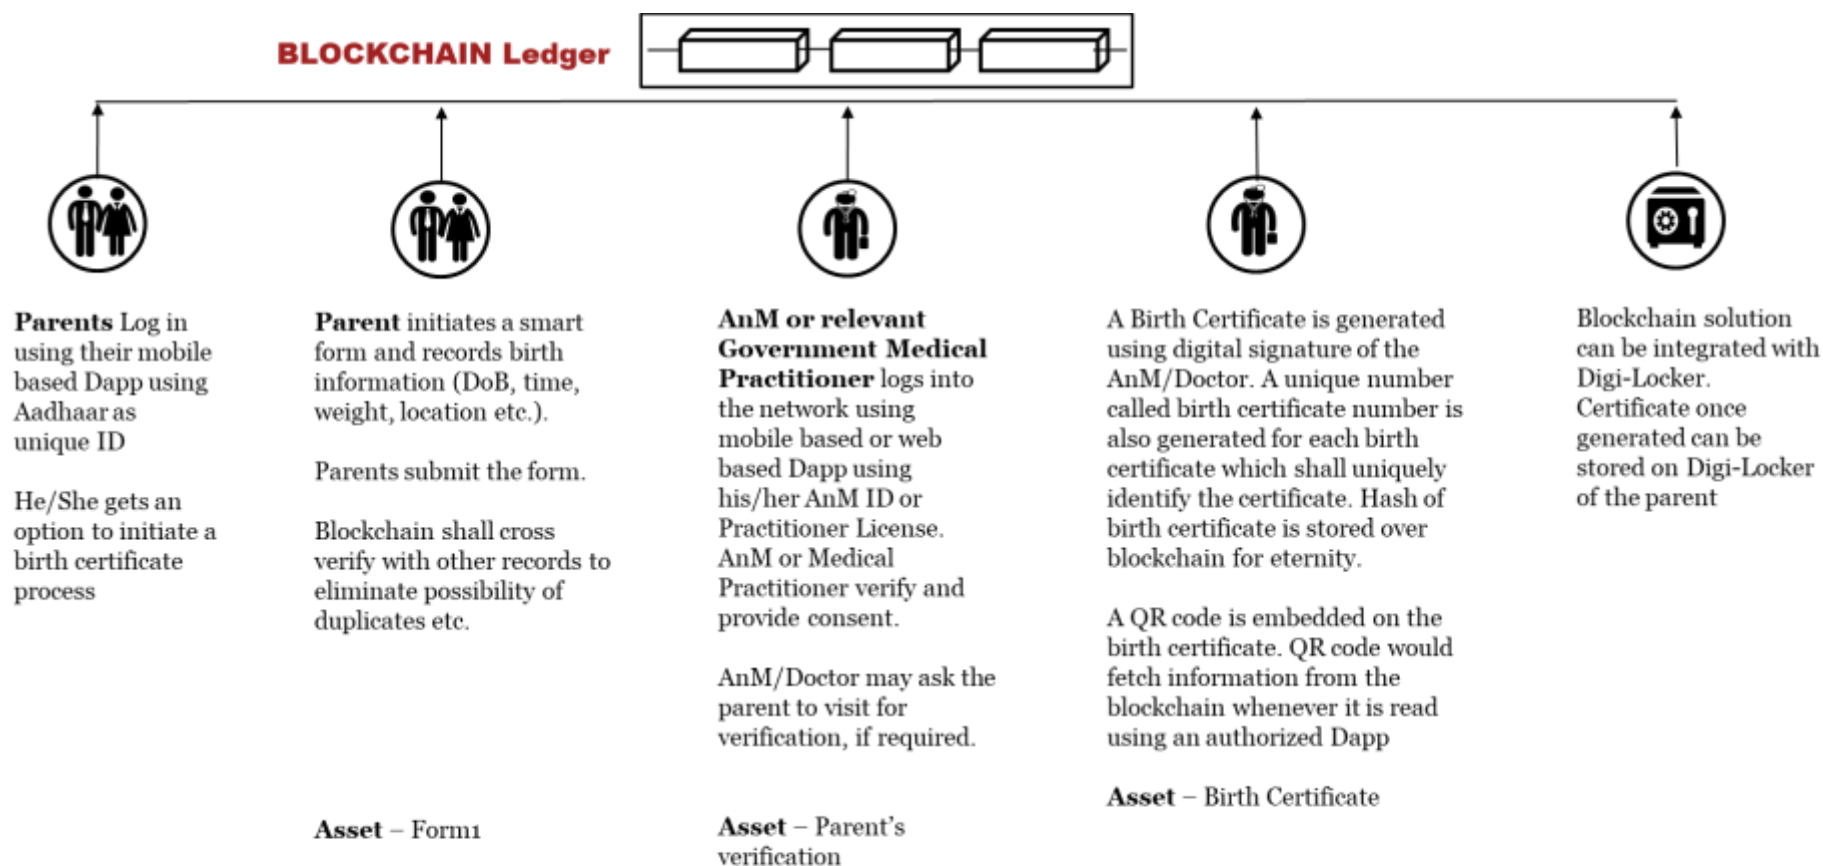 BLOCKCHAIN Ledger
Parents Log in
using their mobile
based Dapp using
Aadhaar as
unique ID
He/She gets an
option to initiate a
birth certificate
process
Parent initiates a smart
form and records birth
information (DoB, time,
weight, location etc.).
Parents submit the form.
Blockchain shall cross
verify with other records to
eliminate possibility of
duplicates etc.
Asset – Form1
AnM or relevant
Government Medical
Practitioner logs into
the network using
mobile based or web
based Dapp using
his/her AnM ID or
Practitioner License.
AnM or Medical
Practitioner verify and
provide consent.
AnM/Doctor may ask the
parent to visit for
verification, if required.
Asset – Parent’s
verification
A Birth Certificate is generated
using digital signature of the
AnM/Doctor. A unique number
called birth certificate number is
also generated for each birth
certificate which shall uniquely
identify the certificate. Hash of
birth certificate is stored over
blockchain for eternity.
A QR code is embedded on the
birth certificate. QR code would
fetch information from the
blockchain whenever it is read
using an authorized Dapp
Asset – Birth Certificate
Blockchain solution
can be integrated with
Digi-Locker.
Certificate once
generated can be
stored on Digi-Locker
of the parent